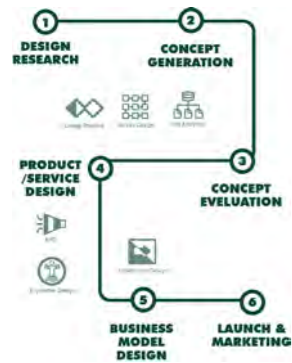 1
2
DESIGN
RESEARCH
CONCEPT
GENERATION
3
4
PRODUCT
/SERVICE
DESIGN
CONCEPT
EVELUATION
5
6
BUSINESS
MODEL
DESIGN
LAUNCH &
MARKETING